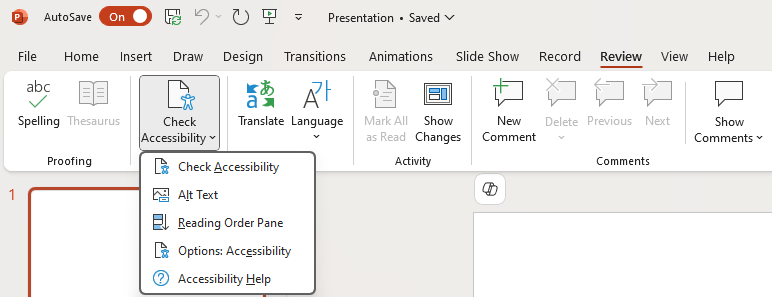 AutoSave On Presentation • Saved
File Home Insert Draw Design Transitions Animations Slide Show Record Review View Help
abc
Spelling Thesaurus Check Accessibility Translate Language Mark All as Read Show Changes New Comment Delete Previous Next Show Comments
Proofing Activity Comments
Check Accessibility
Alt Text
Reading Order Pane
Options: Accessibility
Accessibility Help
1